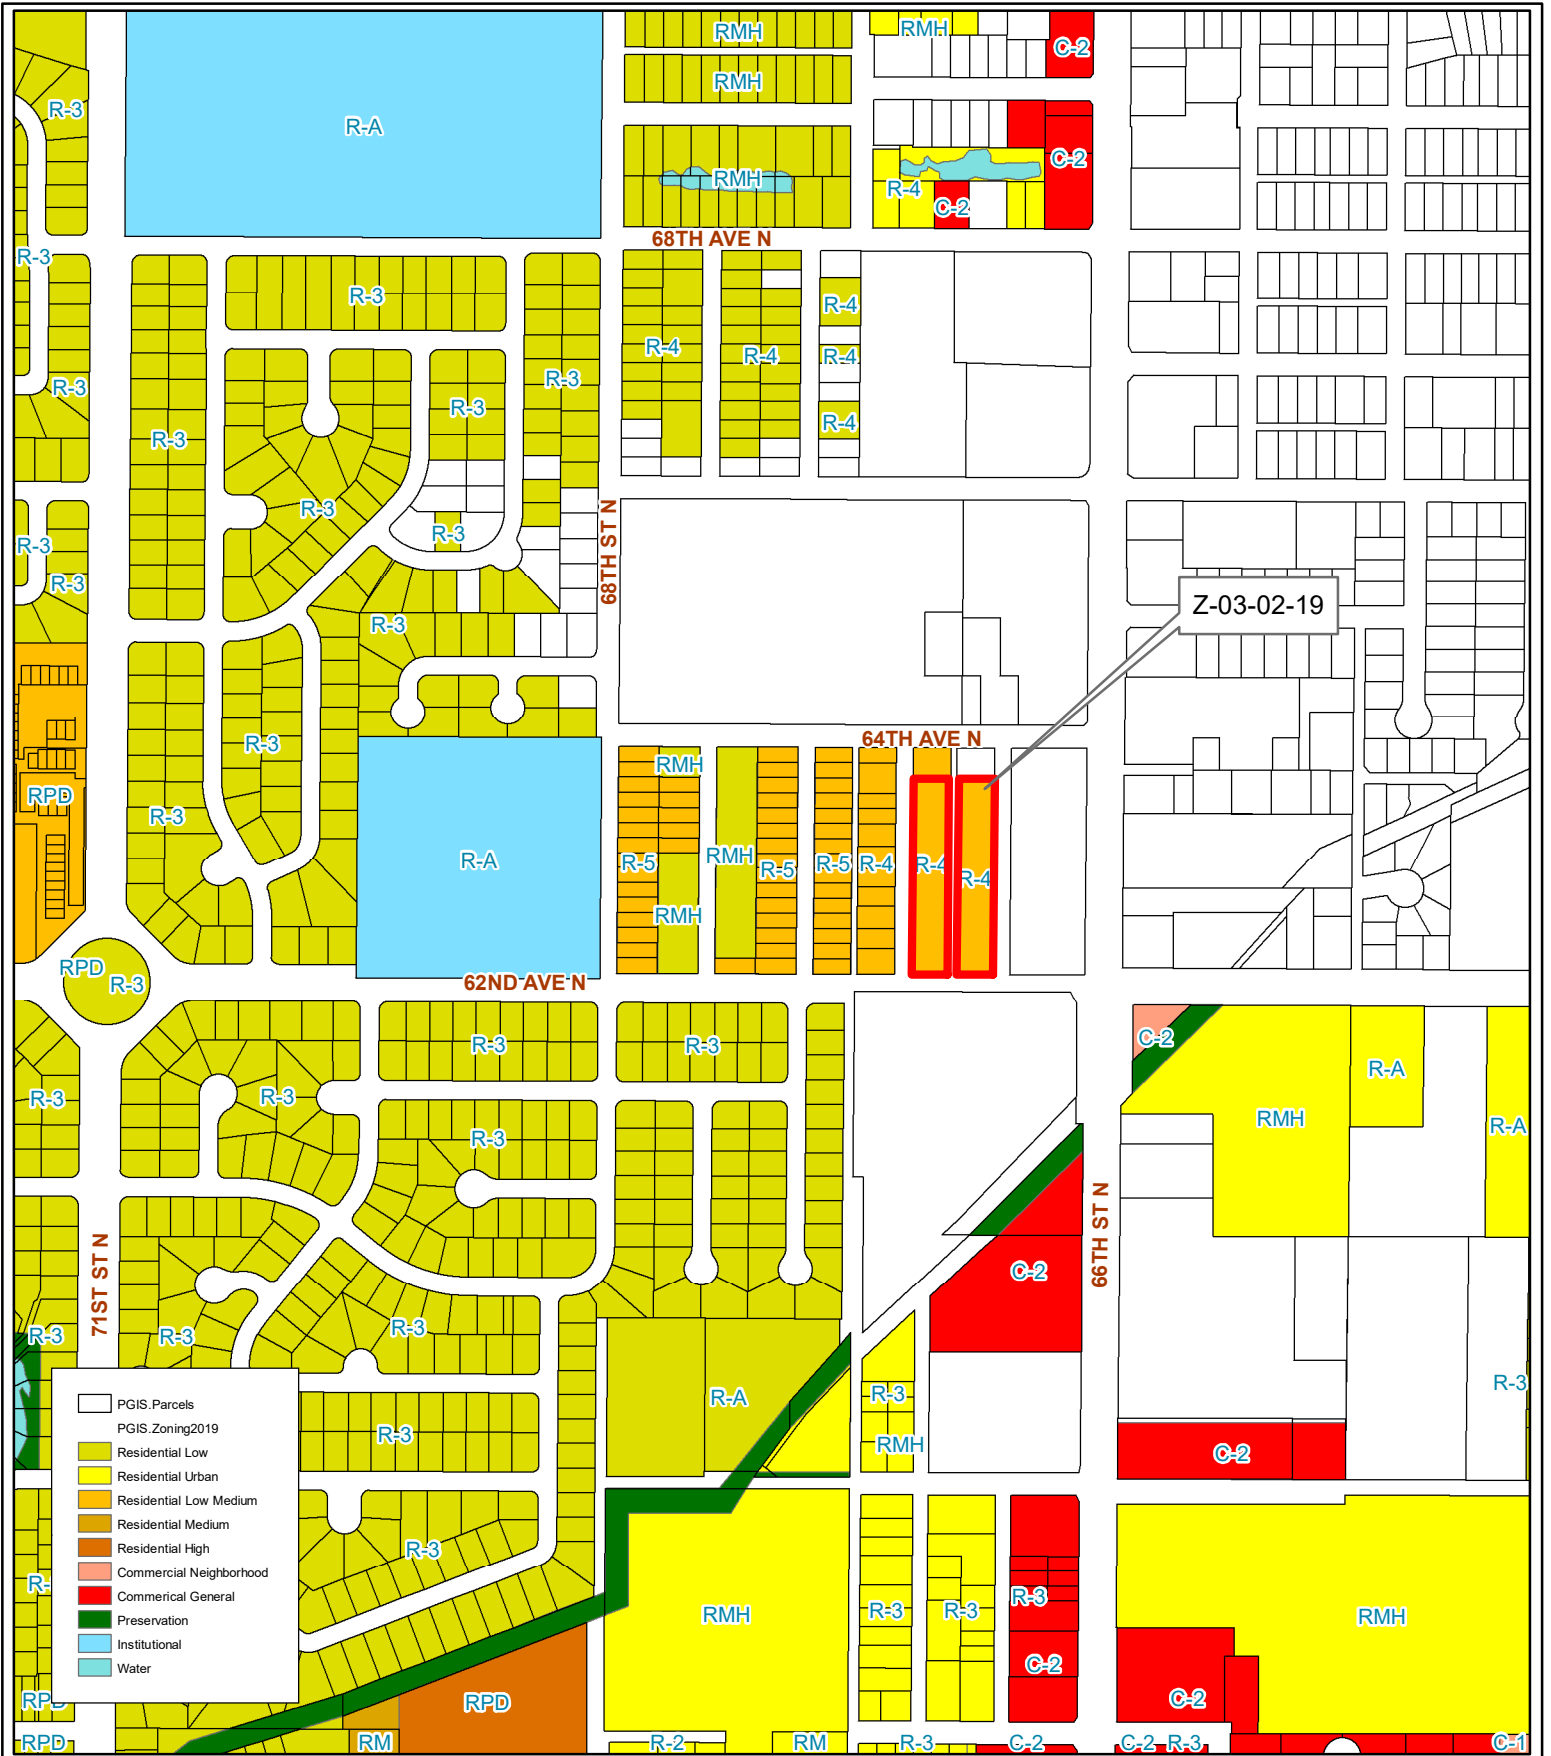 RMH
RMH
C-2
RMH
R-3
R-A
C-2
RMH
R-4
C-2
68TH AVE N
R-3
R-3
R-4
R-4
R-4
R-4
R-3
R-3
R-3
R-4
R-3
R-3
R-3
R-3
68TH ST N
R-3
R-3
Z-03-02-19
R-3
64TH AVE N
R-3
RMH
RPD
R-3
R-A
R-5
RMH
R-5
R-5
R-4
R-4
R-4
RMH
RPD
R-3
62ND AVE N
R-3
R-3
C-2
R-A
R-3
R-3
R-3
RMH
R-A
66TH ST N
71ST ST N
C-2
R-3
R-3
R-3
R-3
R-A
R-3
R-3
RMH
C-2
PGIS.Parcels
PGIS.Zoning2019
Residential Low
Residential Urban
Residential Low Medium
Residential Medium
Residential High
Commercial Neighborhood
Commerical General
Preservation
Institutional
Water
R-3
R-3
R-
RMH
R-3
R-3
R-3
RMH
C-2
C-2
RPD
RPD
RPD
RM
R-2
RM
R-3
C-2
C-2
R-3
C-1